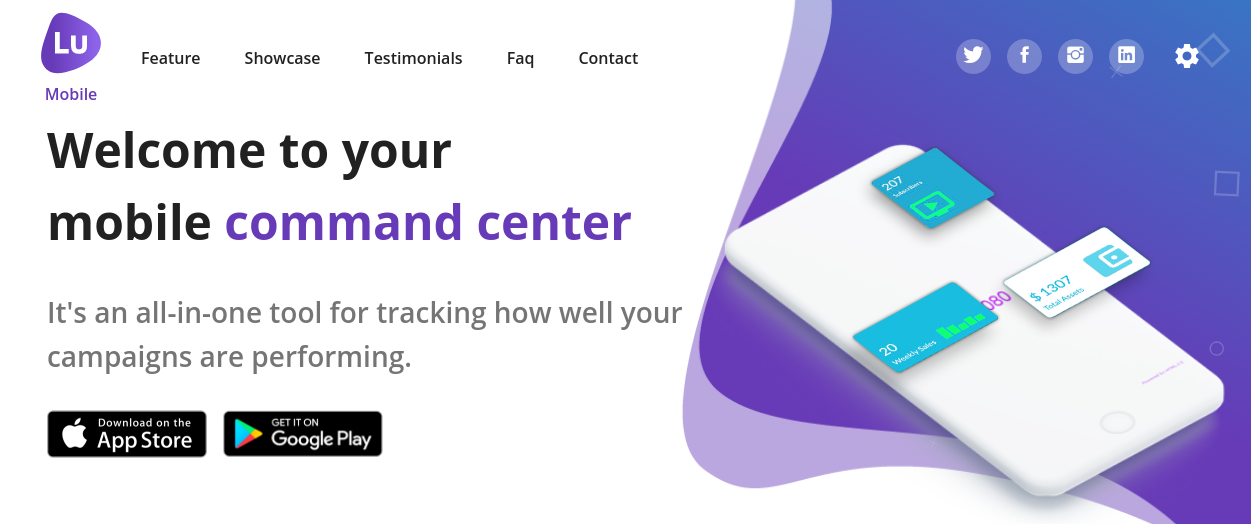 Lu
Mobile
Feature
Showcase
Testimonials
Faq
Contact
Welcome to your
mobile command center
It's an all-in-one tool for tracking how well your
campaigns are performing.
Download on the
App Store
GET IT ON
Google Play
207
Subscribers
$ 1307
Total Assets
080
20
Weekly Sales